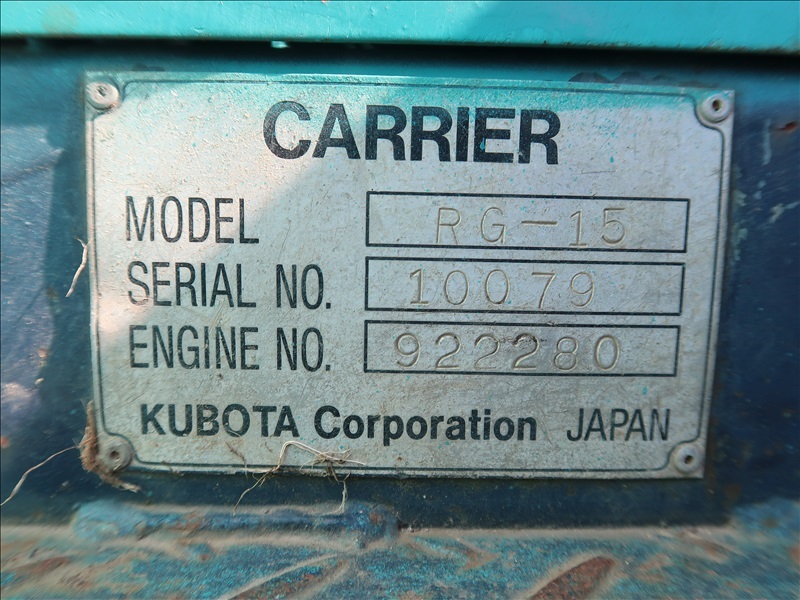 CARRIER
MODEL RG-15
SERIAL NO. 10079
ENGINE NO. 922280
KUBOTA Corporation JAPAN